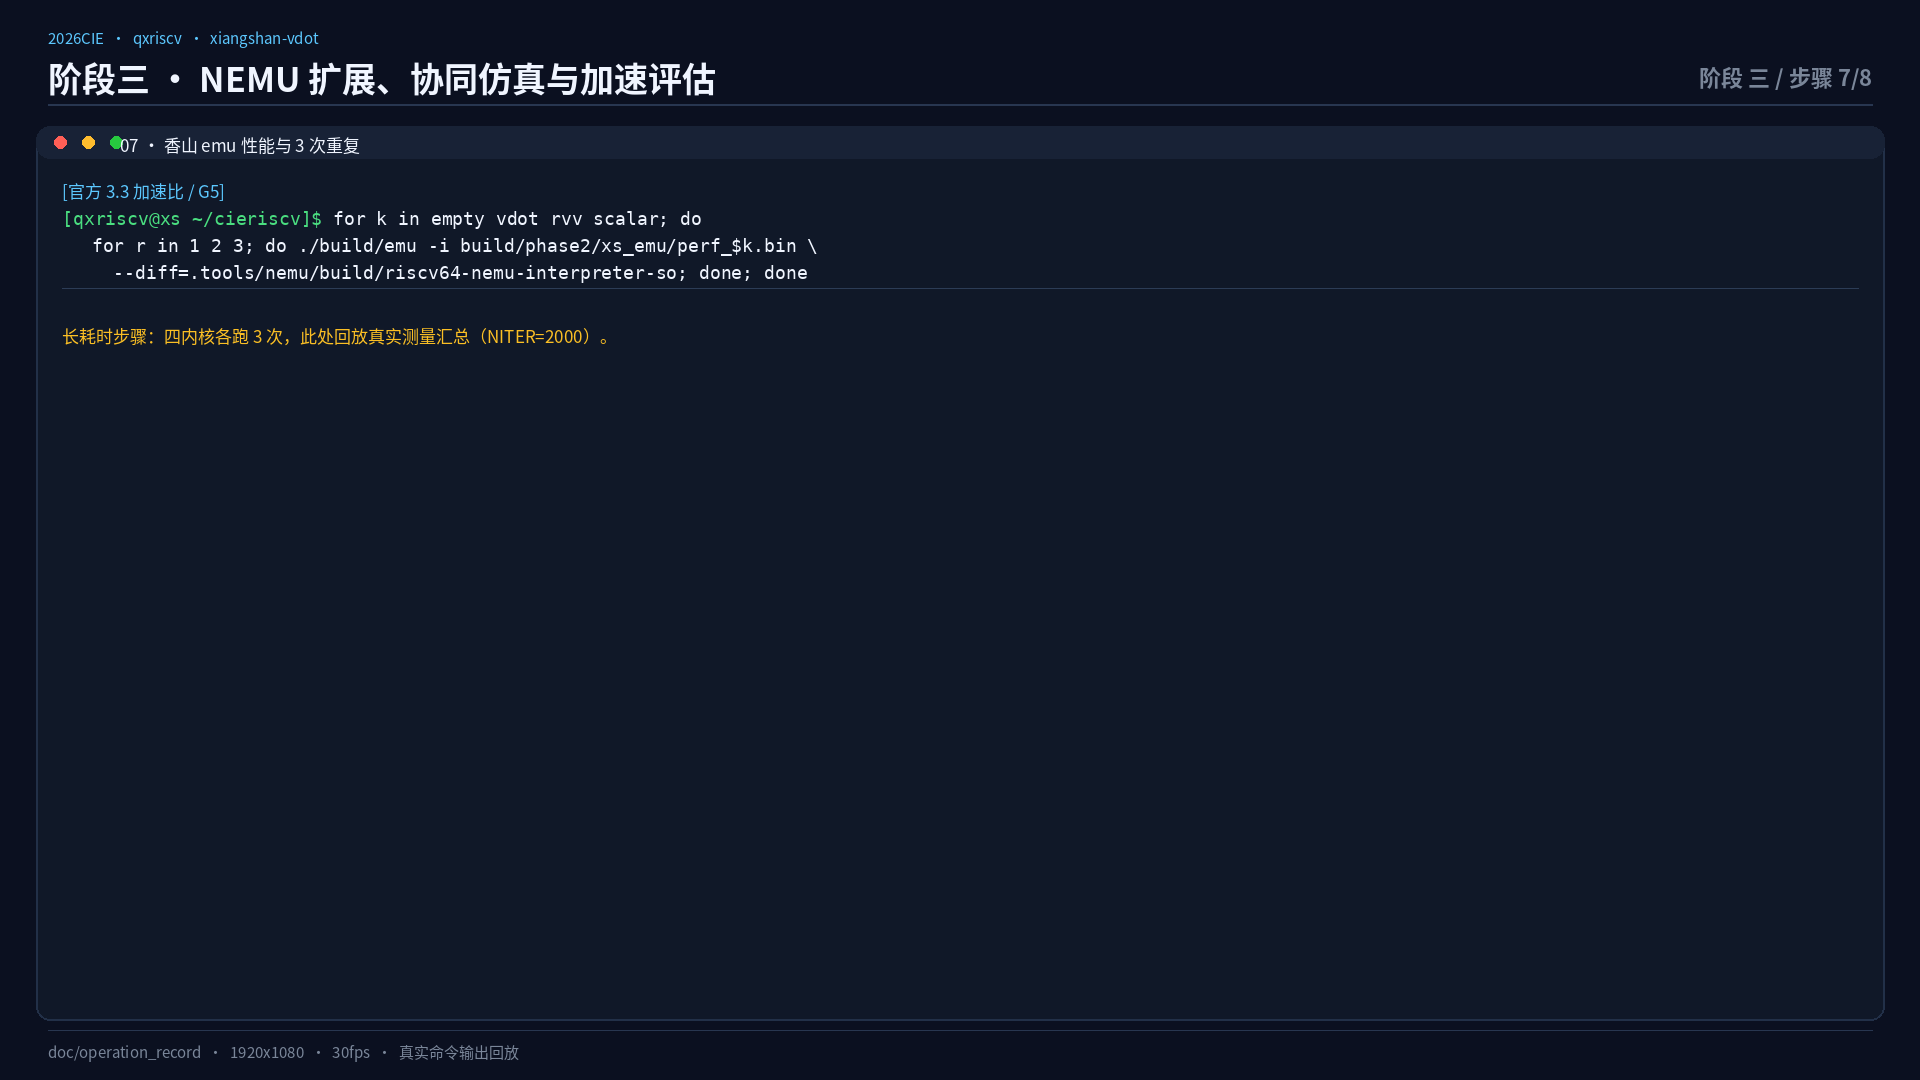 2026CIE · qxriscv · xiangshan-vdot
阶段三 · NEMU 扩展、协同仿真与加速评估
阶段 三 / 步骤 7/8
07 · 香山 emu 性能与 3 次重复
[官方 3.3 加速比 / G5]
[qxriscv@xs ~/cieriscv]$ for k in empty vdot rvv scalar; do
for r in 1 2 3; do ./build/emu -i build/phase2/xs_emu/perf_$k.bin \
--diff=.tools/nemu/build/riscv64-nemu-interpreter-so; done; done
长耗时步骤：四内核各跑 3 次，此处回放真实测量汇总（NITER=2000）。
doc/operation_record · 1920x1080 · 30fps · 真实命令输出回放